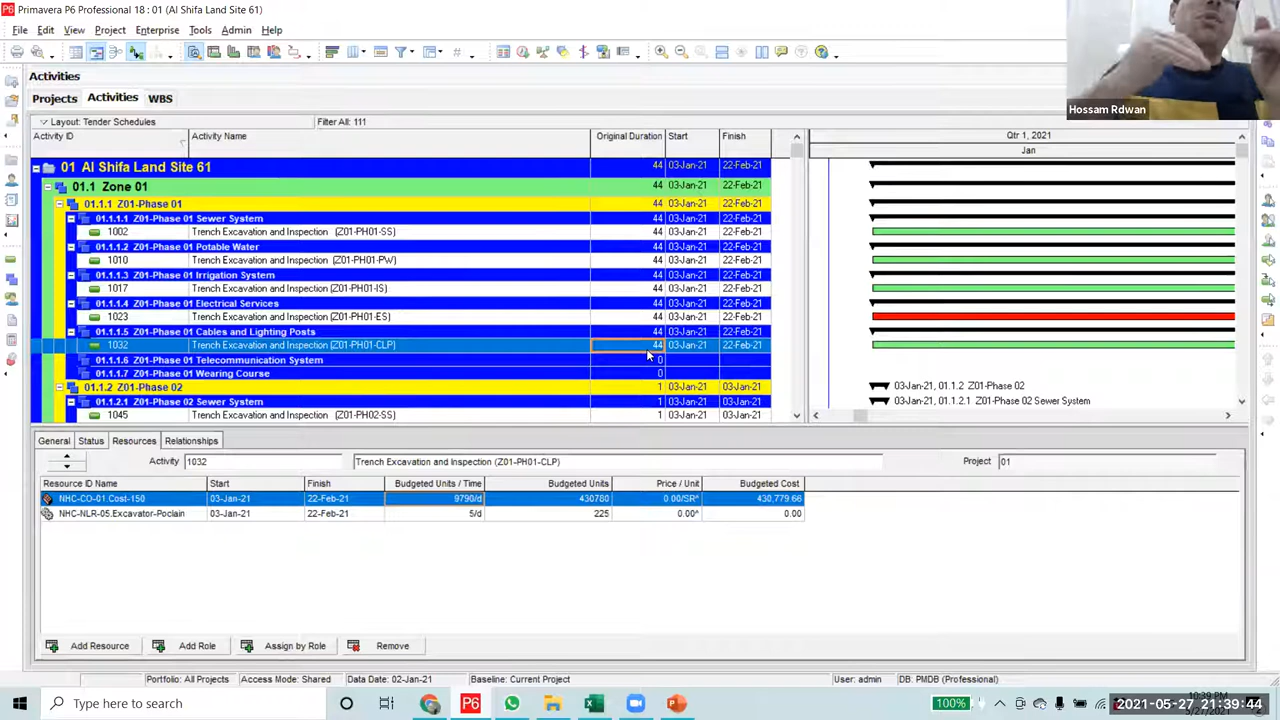 Primavera P6 Professional 18 : 01 (Al Shifa Land Site 61)
File Edit View Project Enterprise Tools Admin Help
Activities
Projects Activities WBS
Layout: Tender Schedules Filter All: 111
Activity ID Activity Name Original Duration Start Finish Qtr 1, 2021
Jan
01 Al Shifa Land Site 61 44 03-Jan-21 22-Feb-21
01.1 Zone 01 44 03-Jan-21 22-Feb-21
01.1.1 Z01-Phase 01 44 03-Jan-21 22-Feb-21
01.1.1.1 Z01-Phase 01 Sewer System 44 03-Jan-21 22-Feb-21
1002 Trench Excavation and Inspection (Z01-PH01-SS) 44 03-Jan-21 22-Feb-21
01.1.1.2 Z01-Phase 01 Potable Water 44 03-Jan-21 22-Feb-21
1010 Trench Excavation and Inspection (Z01-PH01-PW) 44 03-Jan-21 22-Feb-21
01.1.1.3 Z01-Phase 01 Irrigation System 44 03-Jan-21 22-Feb-21
1017 Trench Excavation and Inspection (Z01-PH01-IS) 44 03-Jan-21 22-Feb-21
01.1.1.4 Z01-Phase 01 Electrical Services 44 03-Jan-21 22-Feb-21
1023 Trench Excavation and Inspection (Z01-PH01-ES) 44 03-Jan-21 22-Feb-21
01.1.1.5 Z01-Phase 01 Cables and Lighting Posts 44 03-Jan-21 22-Feb-21
1032 Trench Excavation and Inspection (Z01-PH01-CLP) 44 03-Jan-21 22-Feb-21
01.1.1.6 Z01-Phase 01 Telecommunication System 0
01.1.1.7 Z01-Phase 01 Wearing Course 0
01.1.2 Z01-Phase 02 1 03-Jan-21 03-Jan-21 03-Jan-21, 01.1.2 Z01-Phase 02
01.1.2.1 Z01-Phase 02 Sewer System 1 03-Jan-21 03-Jan-21 03-Jan-21, 01.1.2.1 Z01-Phase 02 Sewer System
1045 Trench Excavation and Inspection (Z01-PH02-SS) 1 03-Jan-21 03-Jan-21
Hossam Rdwan
General Status Resources Relationships
Activity 1032 Trench Excavation and Inspection (Z01-PH01-CLP) Project 01
Resource ID Name Start Finish Budgeted Units / Time Budgeted Units Price / Unit Budgeted Cost
NHC-CO-01.Cost-150 03-Jan-21 22-Feb-21 9790/d 430780 0.00/SR^ 430,779.66
NHC-NLR-05.Excavator-Poclain 03-Jan-21 22-Feb-21 5/d 225 0.00^ 0.00
Add Resource Add Role Assign by Role Remove
Portfolio: All Projects Access Mode: Shared Data Date: 02-Jan-21 Baseline: Current Project User: admin DB: PMDB (Professional)
Type here to search 100%
2021-05-27 21:39:44